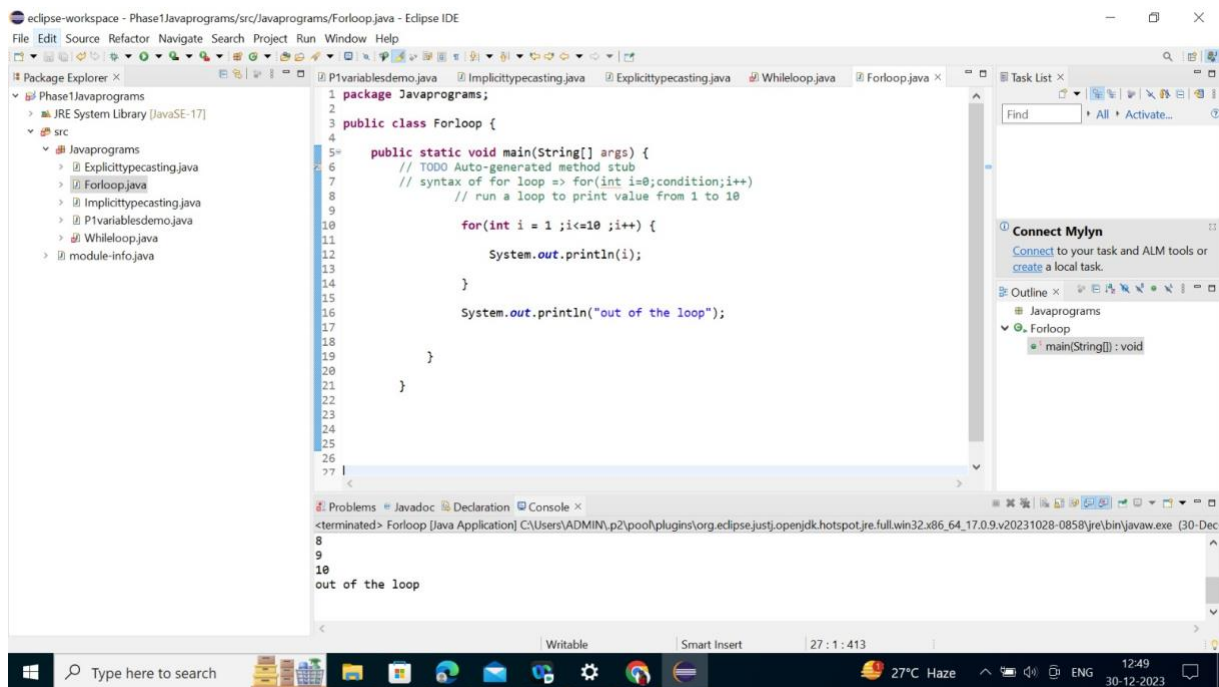 eclipse-workspace - Phase1Javaprograms/src/Javaprograms/Forloop.java - Eclipse IDE
File Edit Source Refactor Navigate Search Project Run Window Help
Package Explorer
Phase1Javaprograms
JRE System Library [JavaSE-17]
src
Javaprograms
Explicittypecasting.java
Forloop.java
Implicittypecasting.java
P1variablesdemo.java
Whileloop.java
module-info.java
P1variablesdemo.java Implicittypecasting.java Explicittypecasting.java Whileloop.java Forloop.java
1 package Javaprograms;
2
3 public class Forloop {
4
5 public static void main(String[] args) {
6 // TODO Auto-generated method stub
7 // syntax of for loop => for(int i=0;condition;i++)
8 // run a loop to print value from 1 to 10
9
10 for(int i = 1 ;i<=10 ;i++) {
11
12 System.out.println(i);
13
14 }
15
16 System.out.println("out of the loop");
17
18
19 }
20
21 }
22
23
24
25
26
27
Task List
Find All Activate...
Connect Mylyn
Connect to your task and ALM tools or
create a local task.
Outline
Javaprograms
Forloop
main(String[]) : void
Problems Javadoc Declaration Console
<terminated> Forloop [Java Application] C:\Users\ADMIN\.p2\pool\plugins\org.eclipse.justj.openjdk.hotspot.jre.full.win32.x86_64_17.0.9.v20231028-0858\jre\bin\javaw.exe (30-Dec
8
9
10
out of the loop
Writable Smart Insert 27 : 1 : 413
Type here to search
27°C Haze ENG 12:49
30-12-2023